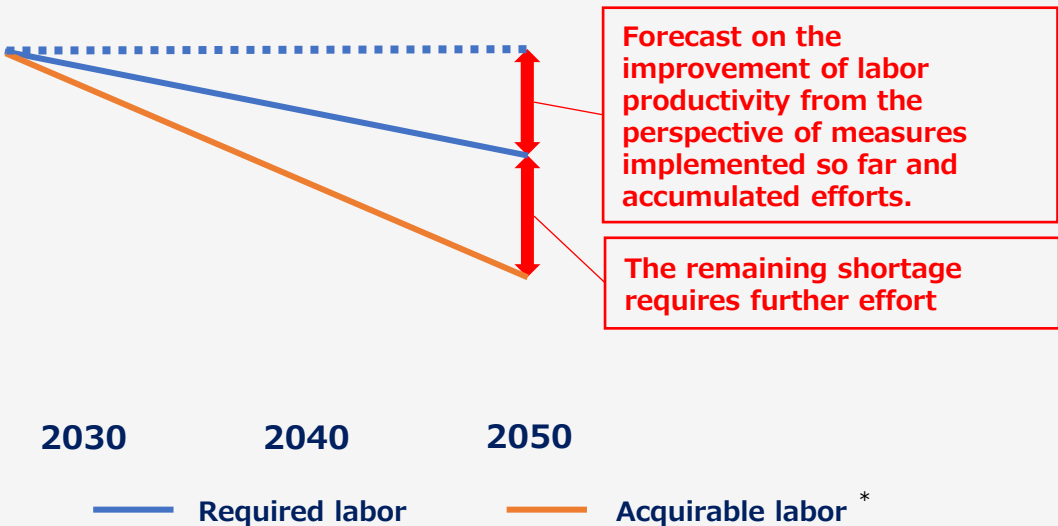 Forecast on the
improvement of labor
productivity from the
perspective of measures
implemented so far and
accumulated efforts.
The remaining shortage
requires further effort
2030 2040 2050
Required labor Acquirable labor *